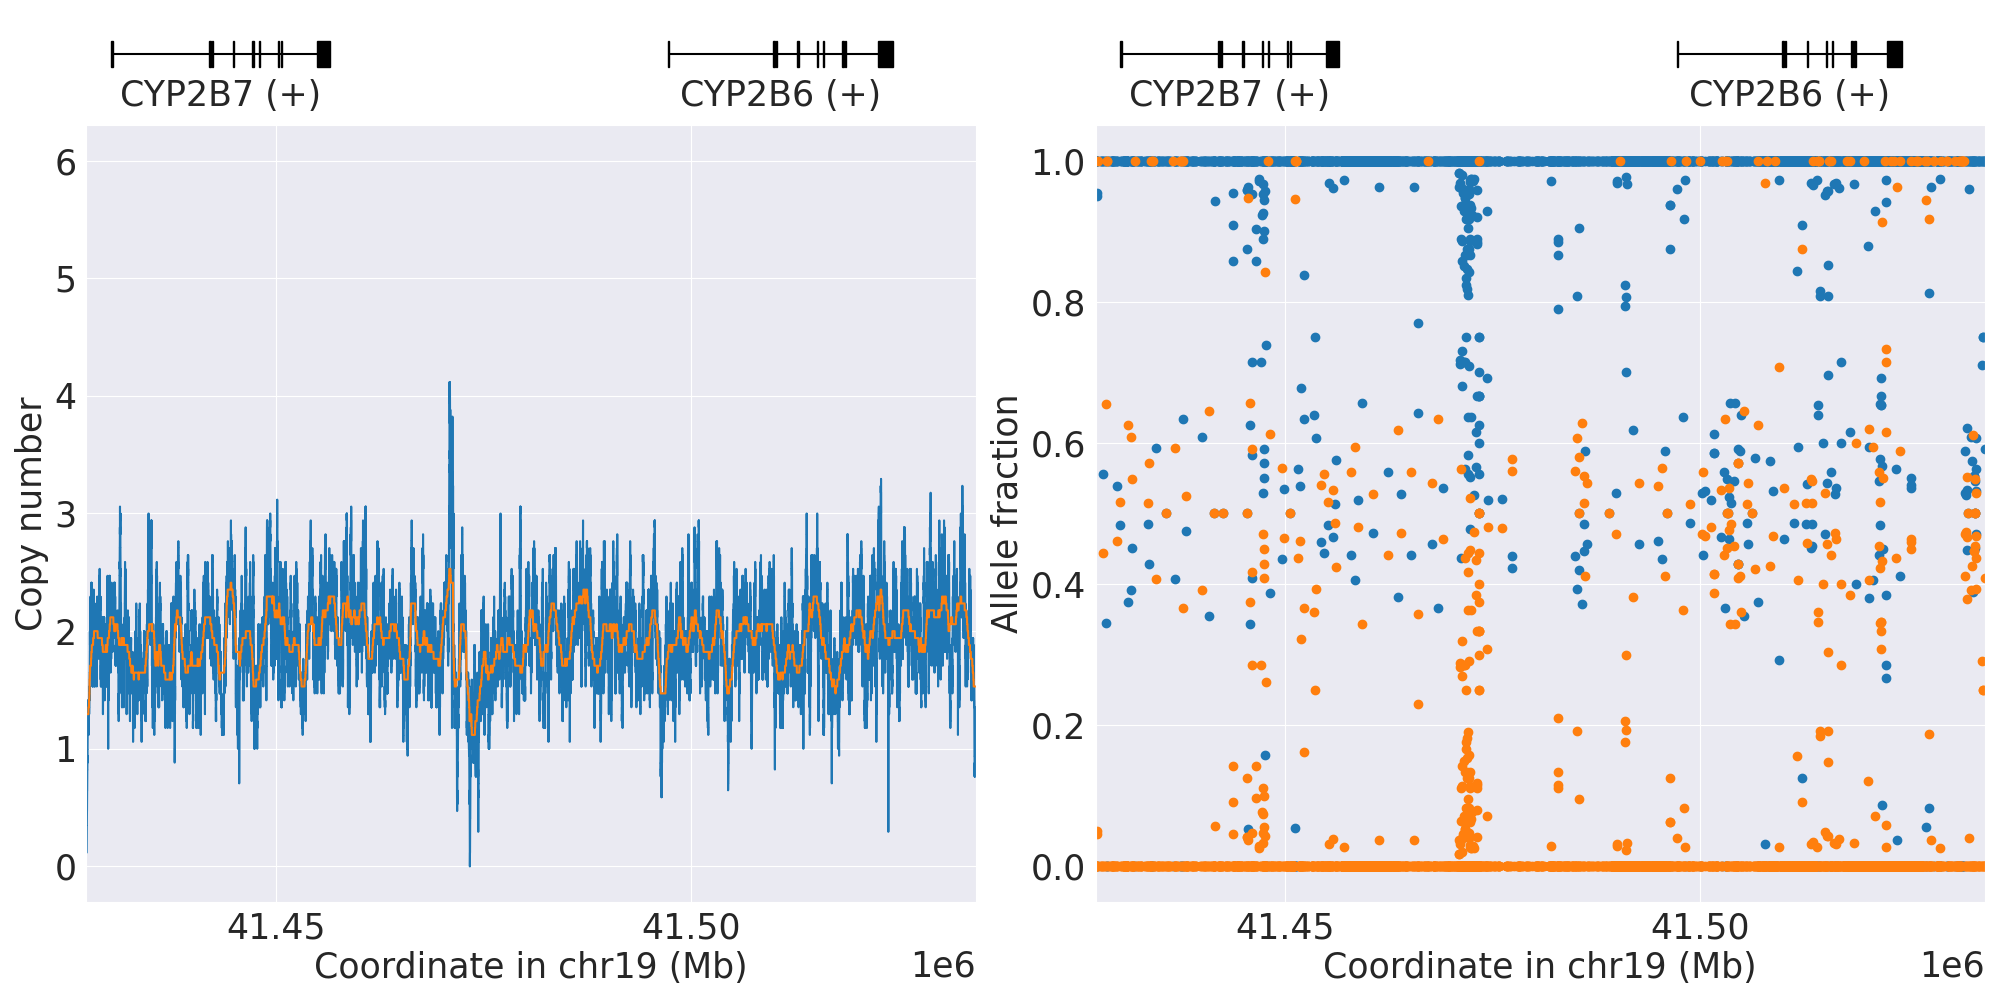 CYP2B7 (+) CYP2B6 (+)
6
5
4
3
2
1
0
Copy number
41.45 41.50
Coordinate in chr19 (Mb) 1e6
CYP2B7 (+) CYP2B6 (+)
1.0
0.8
0.6
0.4
0.2
0.0
Allele fraction
41.45 41.50
Coordinate in chr19 (Mb) 1e6